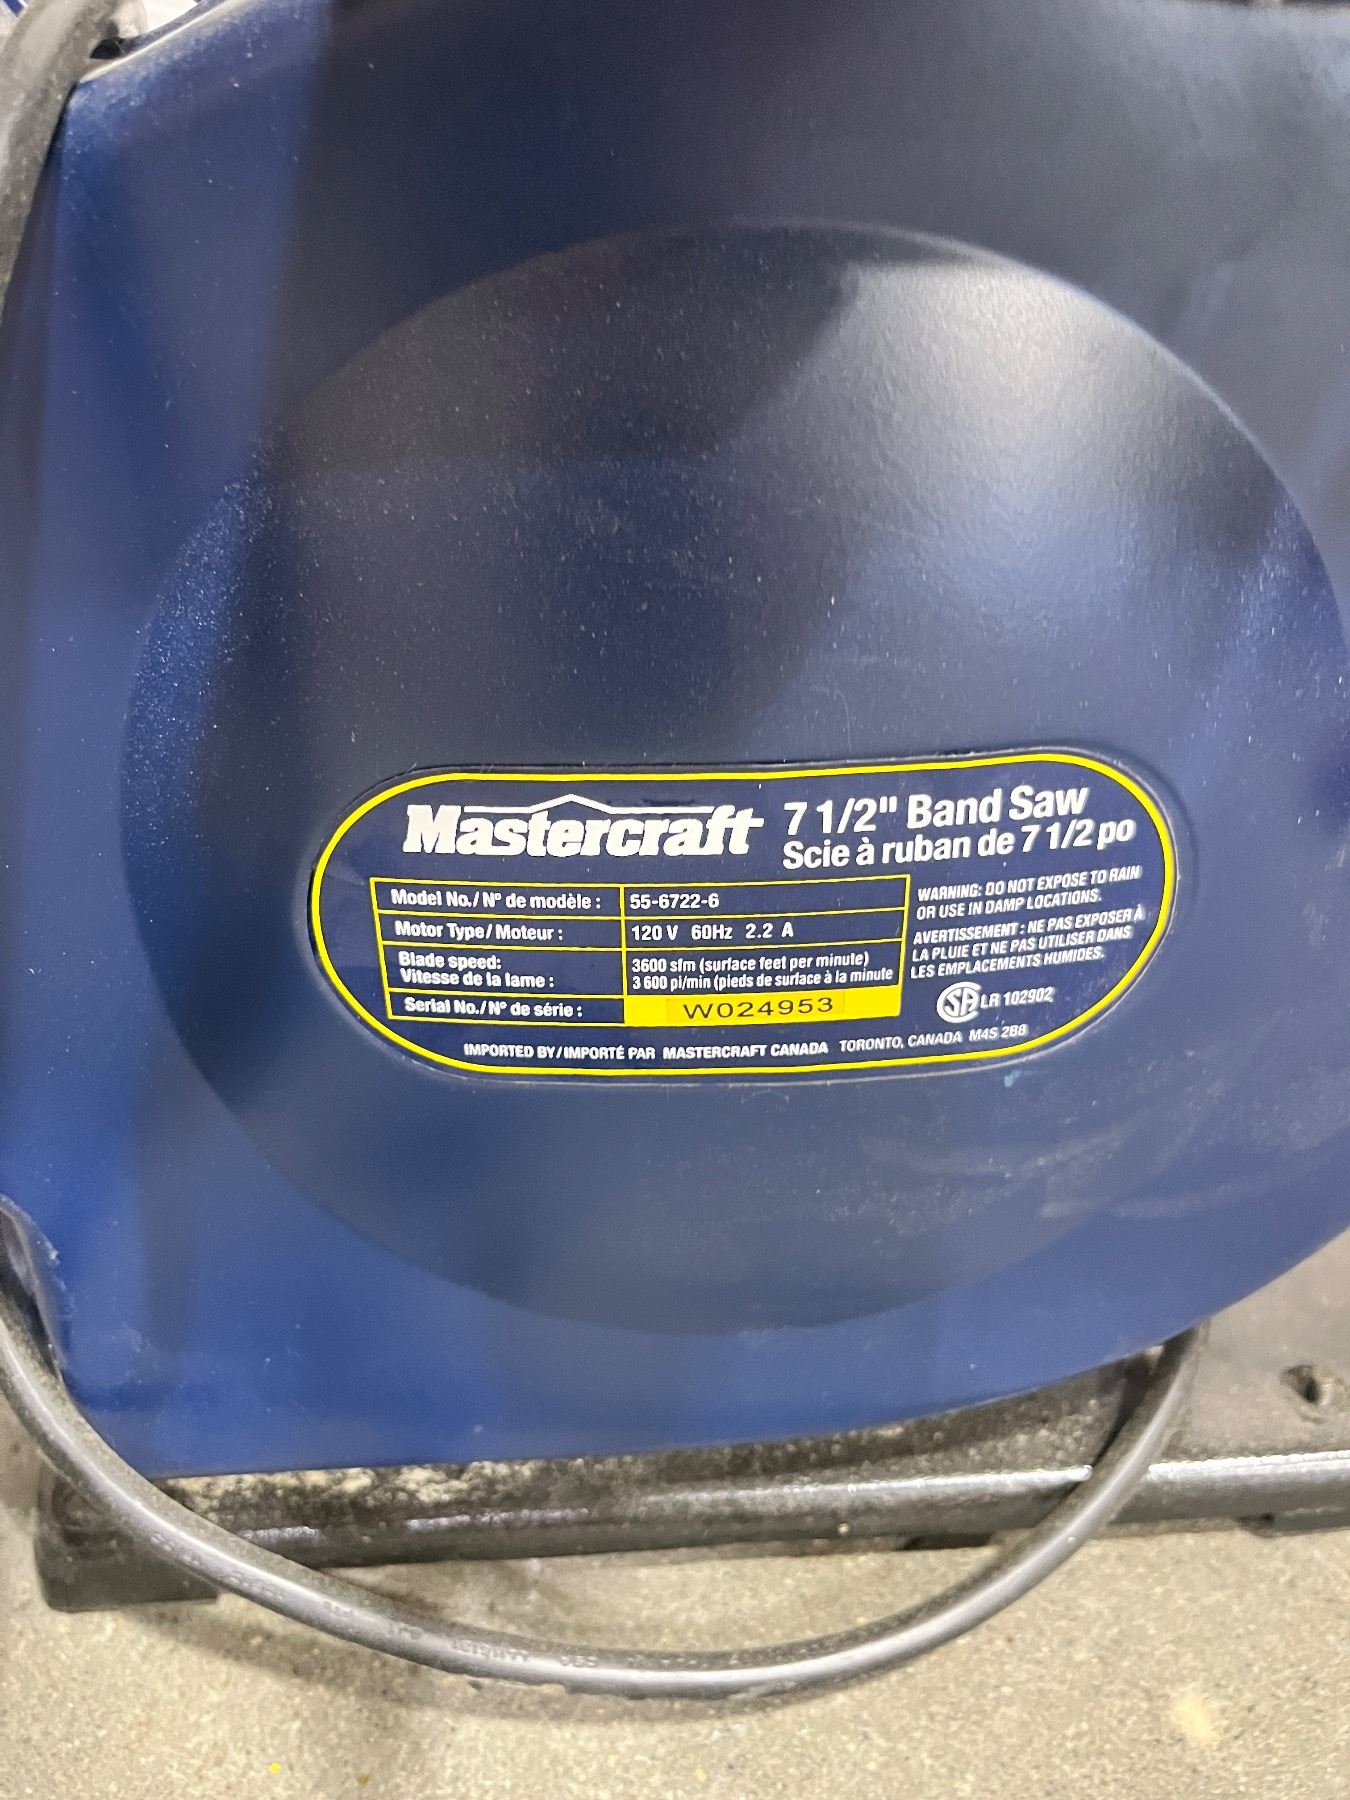 Mastercraft 7 1/2" Band Saw
Scie à ruban de 7 1/2 po
Model No./ Nº de modèle : 55-6722-6
Motor Type/ Moteur : 120 V 60Hz 2.2 A
Blade speed: 3600 sfm (surface feet per minute)
Vitesse de la lame : 3 600 pi/min (pieds de surface à la minute
Serial No./ Nº de série : W024953
WARNING: DO NOT EXPOSE TO RAIN
OR USE IN DAMP LOCATIONS.
AVERTISSEMENT : NE PAS EXPOSER À
LA PLUIE ET NE PAS UTILISER DANS
LES EMPLACEMENTS HUMIDES.
SA LR 102902
IMPORTED BY / IMPORTÉ PAR MASTERCRAFT CANADA TORONTO, CANADA M4S 2B8